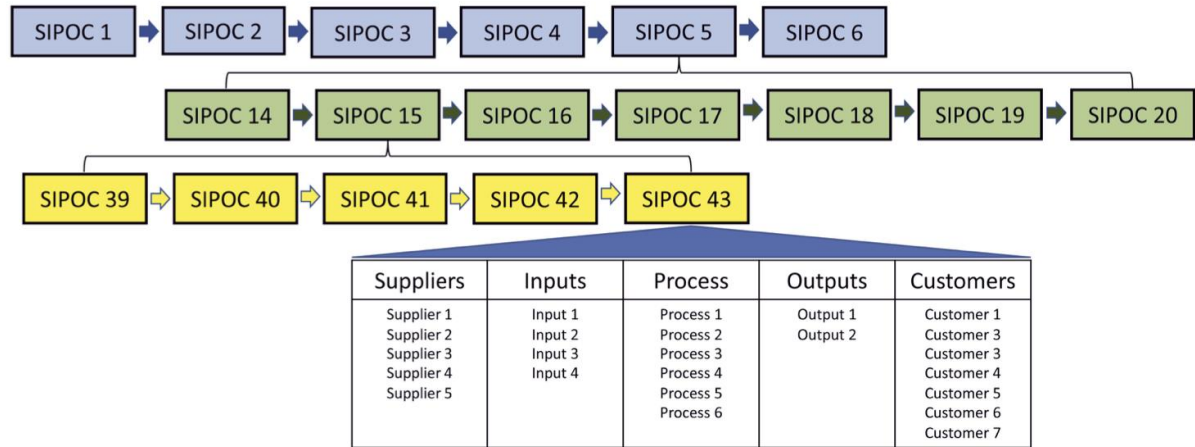 SIPOC 1 SIPOC 2 SIPOC 3 SIPOC 4 SIPOC 5 SIPOC 6
SIPOC 14 SIPOC 15 SIPOC 16 SIPOC 17 SIPOC 18 SIPOC 19 SIPOC 20
SIPOC 39 SIPOC 40 SIPOC 41 SIPOC 42 SIPOC 43
Suppliers Inputs Process Outputs Customers
Supplier 1 Input 1 Process 1 Output 1 Customer 1
Supplier 2 Input 2 Process 2 Output 2 Customer 3
Supplier 3 Input 3 Process 3 Customer 3
Supplier 4 Input 4 Process 4 Customer 4
Supplier 5 Process 5 Customer 5
Process 6 Customer 6
Customer 7